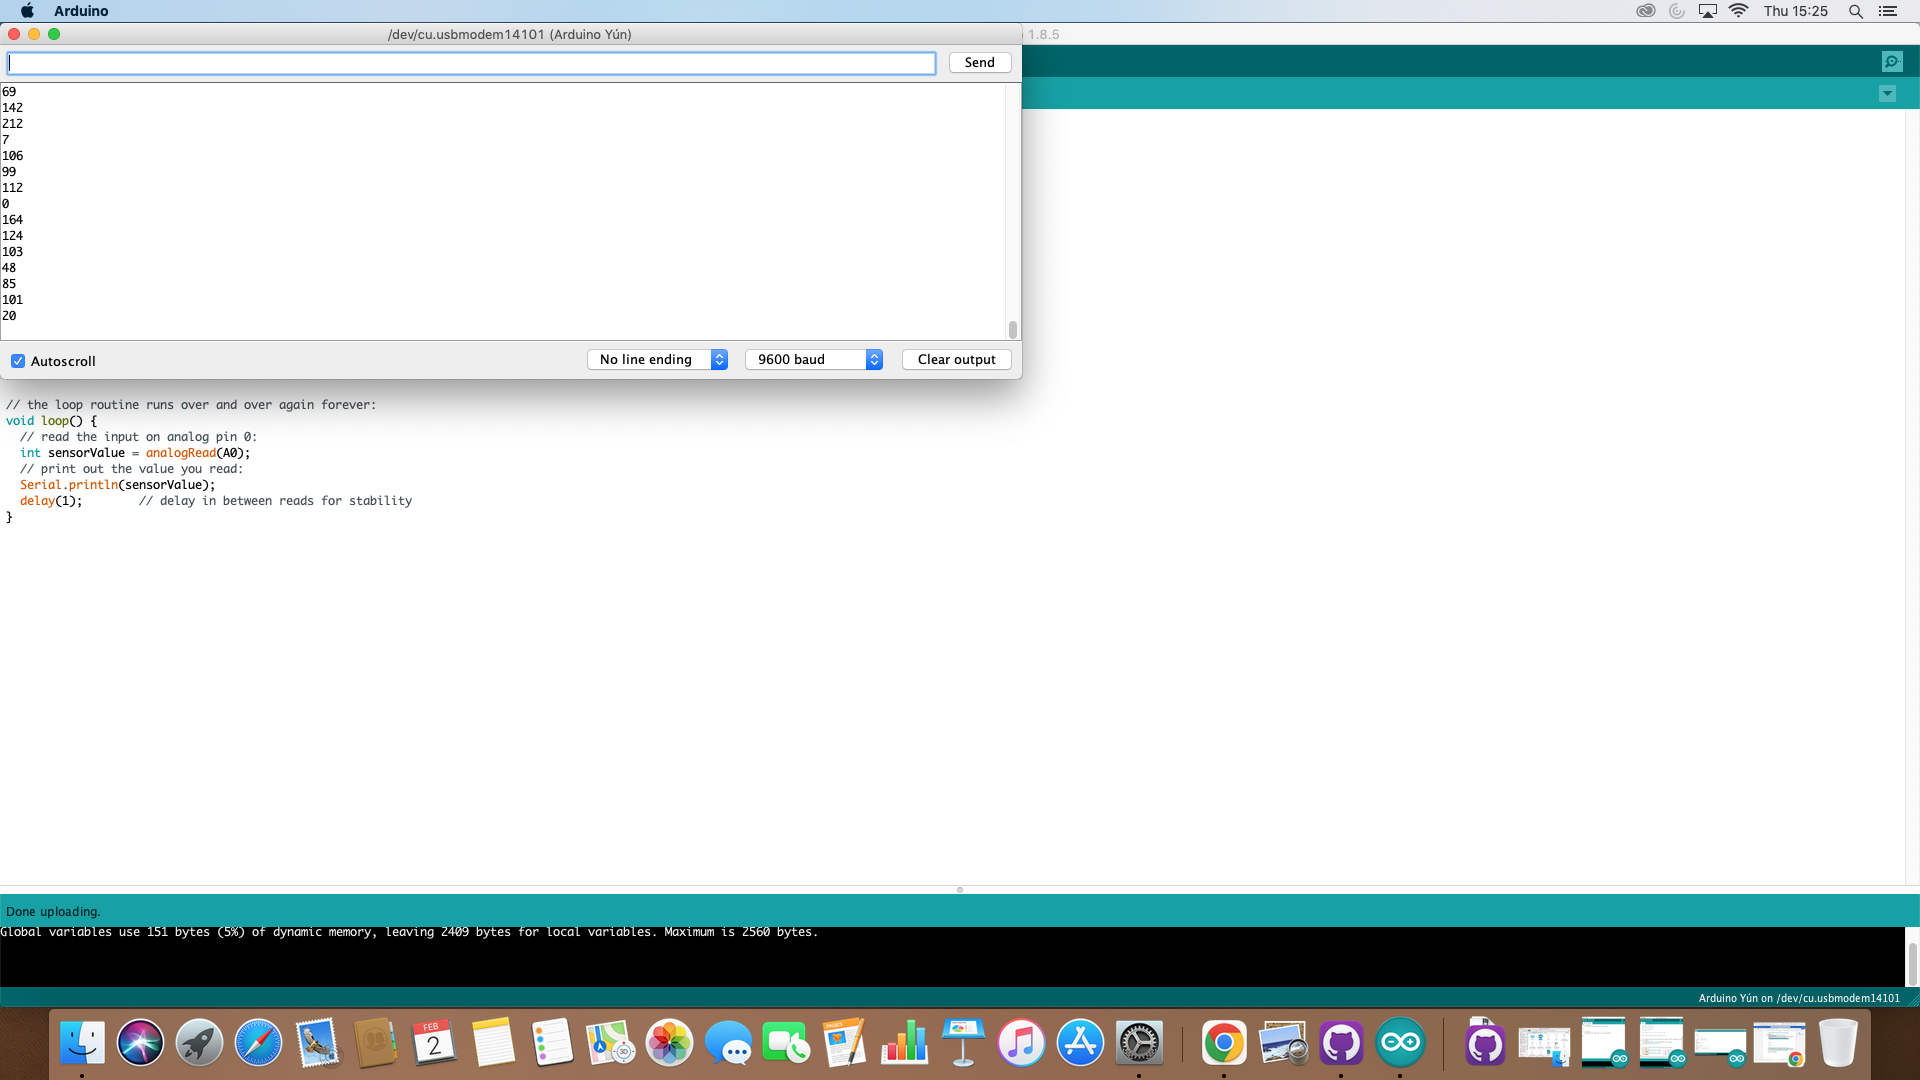 Arduino
Thu 15:25
/dev/cu.usbmodem14101 (Arduino Yún)
1.8.5
Send
69
142
212
7
106
99
112
0
164
124
103
48
85
101
20
Autoscroll
No line ending
9600 baud
Clear output
// the loop routine runs over and over again forever:
void loop() {
// read the input on analog pin 0:
int sensorValue = analogRead(A0);
// print out the value you read:
Serial.println(sensorValue);
delay(1);        // delay in between reads for stability
}
Done uploading.
Global variables use 151 bytes (5%) of dynamic memory, leaving 2409 bytes for local variables. Maximum is 2560 bytes.
Arduino Yún on /dev/cu.usbmodem14101
FEB
2
3D